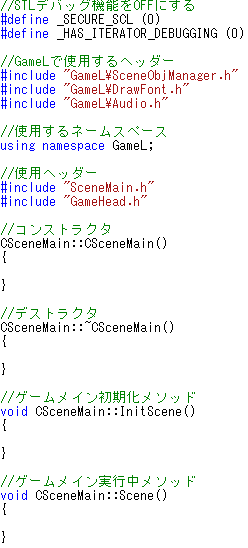 //STLデバッグ機能をOFFにする
#define _SECURE_SCL (0)
#define _HAS_ITERATOR_DEBUGGING (0)
//GameLで使用するヘッダー
#include "GameL¥SceneObjManager.h"
#include "GameL¥DrawFont.h"
#include "GameL¥Audio.h"
//使用するネームスペース
using namespace GameL;
//使用ヘッダー
#include "SceneMain.h"
#include "GameHead.h"
//コンストラクタ
CSceneMain::CSceneMain()
{
}
//デストラクタ
CSceneMain::~CSceneMain()
{
}
//ゲームメイン初期化メソッド
void CSceneMain::InitScene()
{
}
//ゲームメイン実行中メソッド
void CSceneMain::Scene()
{
}